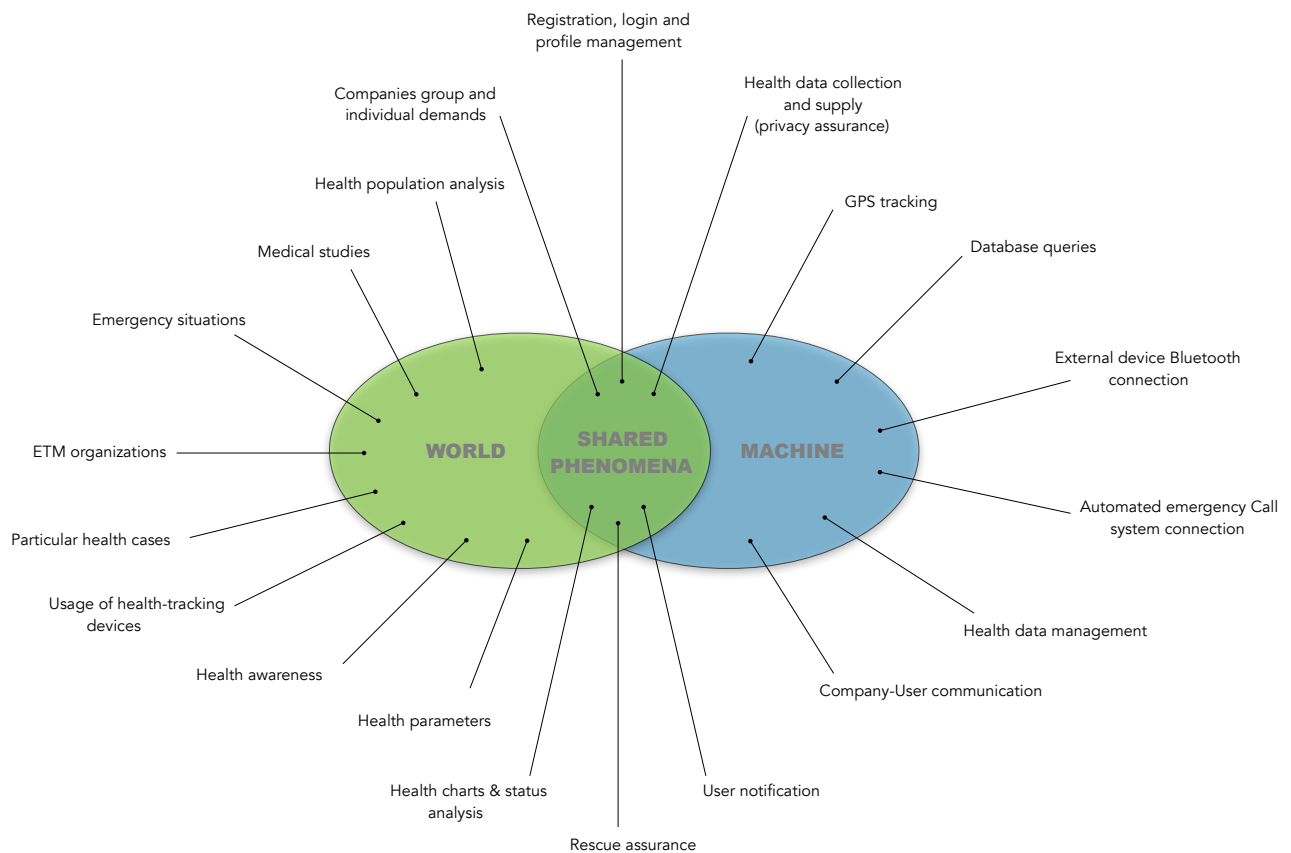 Registration, login and
profile management
Companies group and
individual demands
Health data collection
and supply
(privacy assurance)
Health population analysis
GPS tracking
Medical studies
Database queries
Emergency situations
External device Bluetooth
connection
WORLD
SHARED
PHENOMENA
MACHINE
ETM organizations
Automated emergency Call
system connection
Particular health cases
Usage of health-tracking
devices
Health data management
Health awareness
Company-User communication
Health parameters
Health charts & status
analysis
User notification
Rescue assurance